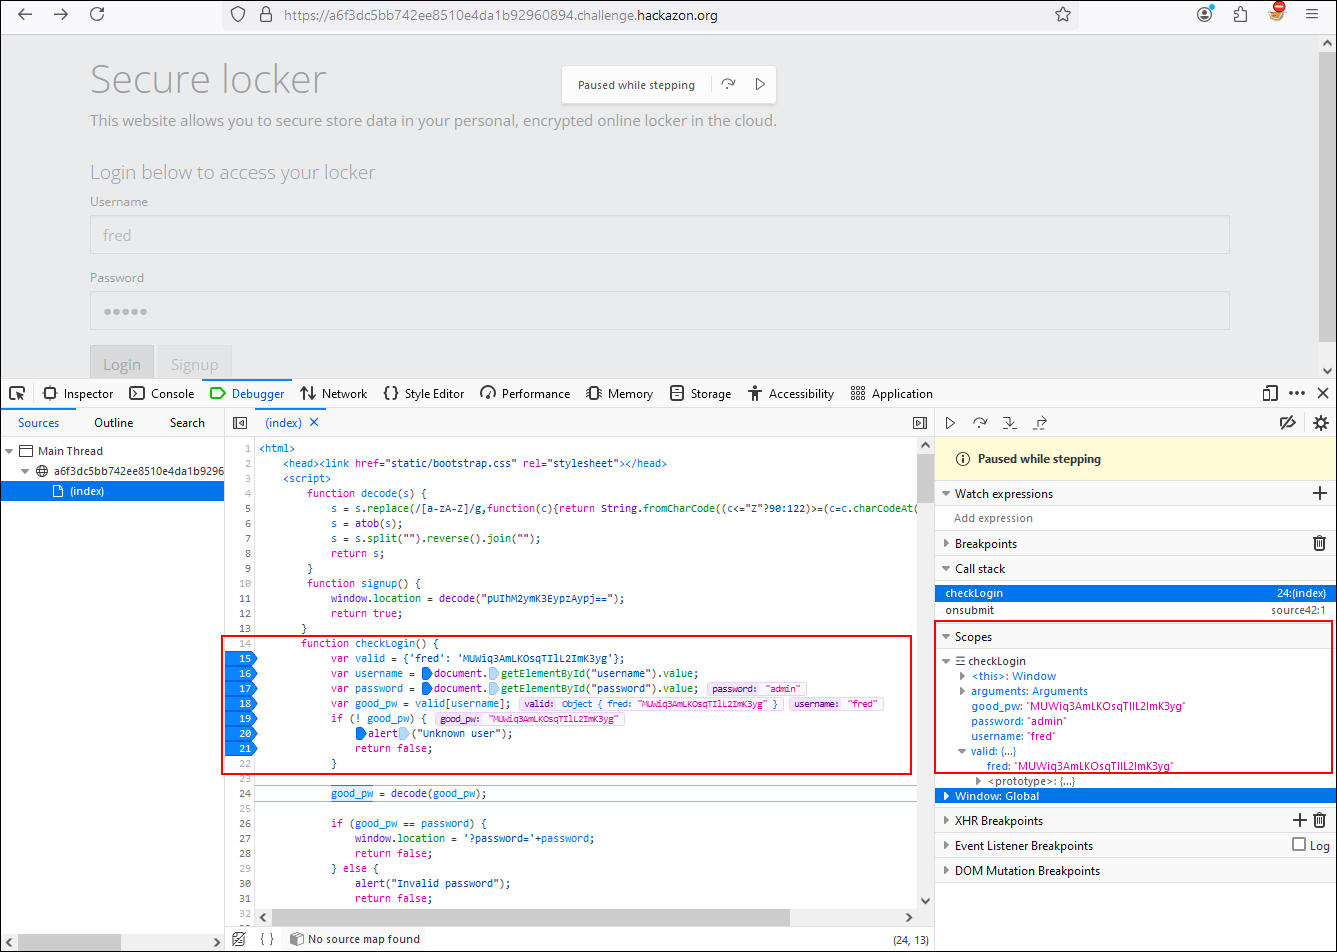 https://a6f3dc5bb742ee8510e4da1b92960894.challenge.hackazon.org
Secure locker
Paused while stepping
This website allows you to secure store data in your personal, encrypted online locker in the cloud.
Login below to access your locker
Username
fred
Password
●●●●●
Login Signup
Inspector Console Debugger Network {} Style Editor Performance Memory Storage Accessibility Application
Sources Outline Search
(index)
Main Thread
a6f3dc5bb742ee8510e4da1b9296
(index)
1 <html>
2 <head><link href="static/bootstrap.css" rel="stylesheet"></head>
3 <script>
4 function decode(s) {
5 s = s.replace(/[a-zA-Z]/g,function(c){return String.fromCharCode((c<="Z"?90:122)>=(c=c.charCodeAt(
6 s = atob(s);
7 s = s.split("").reverse().join("");
8 return s;
9 }
10 function signup() {
11 window.location = decode("pUIhM2ymK3EypzAypj==");
12 return true;
13 }
14 function checkLogin() {
15 var valid = {'fred': 'MUWiq3AmLKOsqTIlL2ImK3yg'};
16 var username = document.getElementById("username").value;
17 var password = document.getElementById("password").value; password: "admin"
18 var good_pw = valid[username]; valid: Object { fred: "MUWiq3AmLKOsqTIlL2ImK3yg" } username: "fred"
19 if (! good_pw) { good_pw: "MUWiq3AmLKOsqTIlL2ImK3yg"
20 alert("Unknown user");
21 return false;
22 }
23
24 good_pw = decode(good_pw);
25
26 if (good_pw == password) {
27 window.location = '?password='+password;
28 return false;
29 } else {
30 alert("Invalid password");
31 return false;
32
{ } No source map found (24, 13)
Paused while stepping
Watch expressions
Add expression
Breakpoints
Call stack
checkLogin 24:(index)
onsubmit source42:1
Scopes
checkLogin
<this>: Window
arguments: Arguments
good_pw: "MUWiq3AmLKOsqTIlL2ImK3yg"
password: "admin"
username: "fred"
valid: {…}
fred: "MUWiq3AmLKOsqTIlL2ImK3yg"
<prototype>: {…}
Window: Global
XHR Breakpoints
Event Listener Breakpoints Log
DOM Mutation Breakpoints